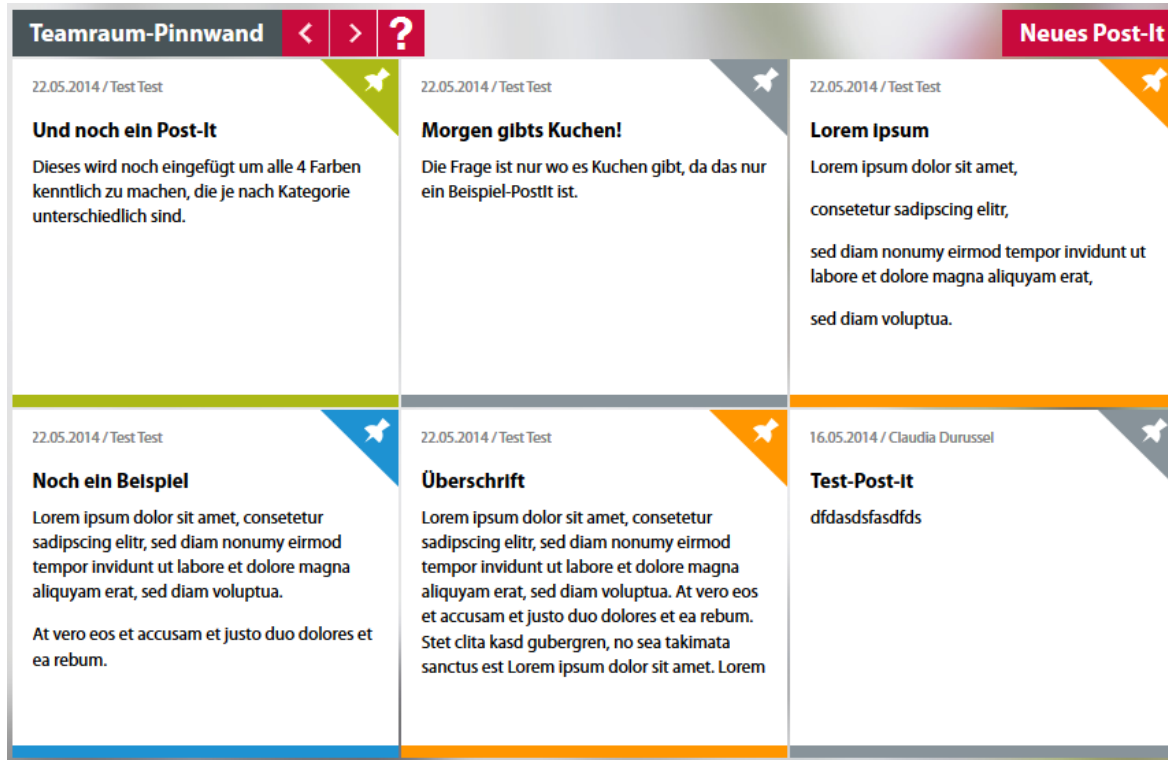 Teamraum-Pinnwand < > ? Neues Post-It
22.05.2014 / Test Test
Und noch ein Post-It
Dieses wird noch eingefügt um alle 4 Farben
kenntlich zu machen, die je nach Kategorie
unterschiedlich sind.
22.05.2014 / Test Test
Morgen gibts Kuchen!
Die Frage ist nur wo es Kuchen gibt, da das nur
ein Beispiel-PostIt ist.
22.05.2014 / Test Test
Lorem Ipsum
Lorem ipsum dolor sit amet,
consetetur sadipscing elitr,
sed diam nonumy eirmod tempor invidunt ut
labore et dolore magna aliquyam erat,
sed diam voluptua.
22.05.2014 / Test Test
Noch ein Beispiel
Lorem ipsum dolor sit amet, consetetur
sadipscing elitr, sed diam nonumy eirmod
tempor invidunt ut labore et dolore magna
aliquyam erat, sed diam voluptua.
At vero eos et accusam et justo duo dolores et
ea rebum.
22.05.2014 / Test Test
Überschrift
Lorem ipsum dolor sit amet, consetetur
sadipscing elitr, sed diam nonumy eirmod
tempor invidunt ut labore et dolore magna
aliquyam erat, sed diam voluptua. At vero eos
et accusam et justo duo dolores et ea rebum.
Stet clita kasd gubergren, no sea takimata
sanctus est Lorem ipsum dolor sit amet. Lorem
16.05.2014 / Claudia Durussel
Test-Post-it
dfdasdsfasdfds